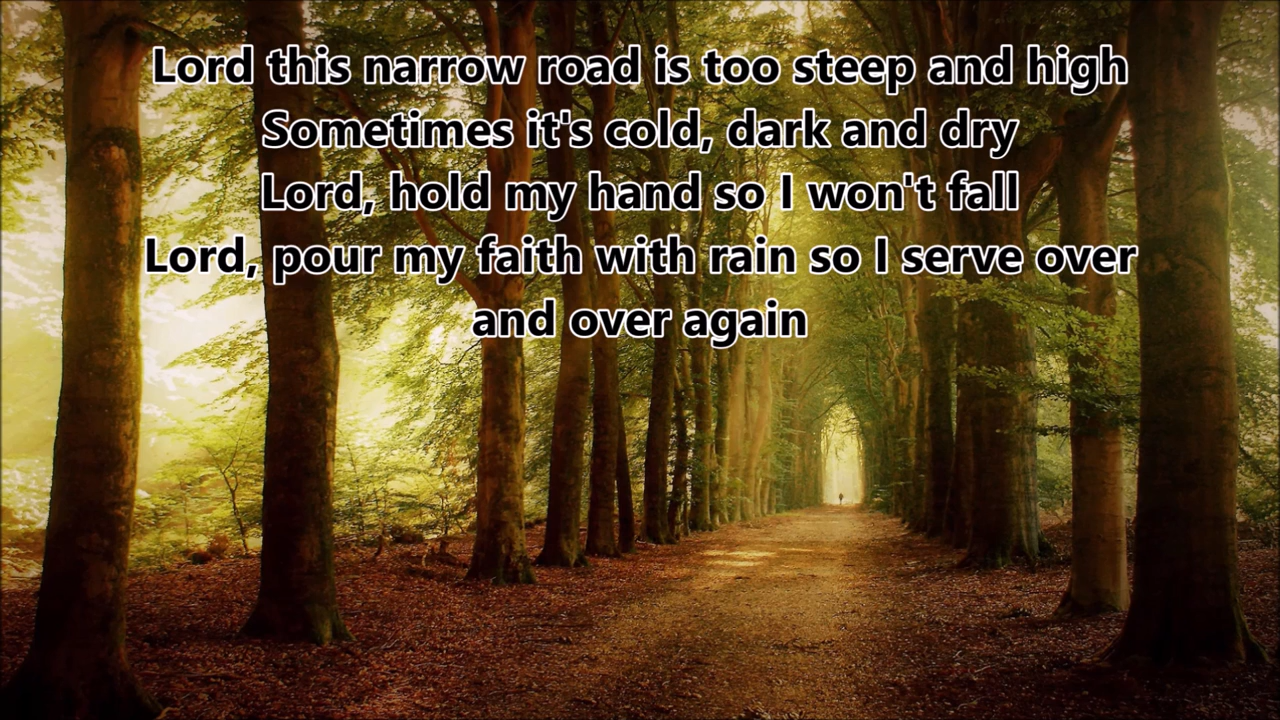 Lord this narrow road is too steep and high
Sometimes it's cold, dark and dry
Lord, hold my hand so I won't fall
Lord, pour my faith with rain so I serve over
and over again